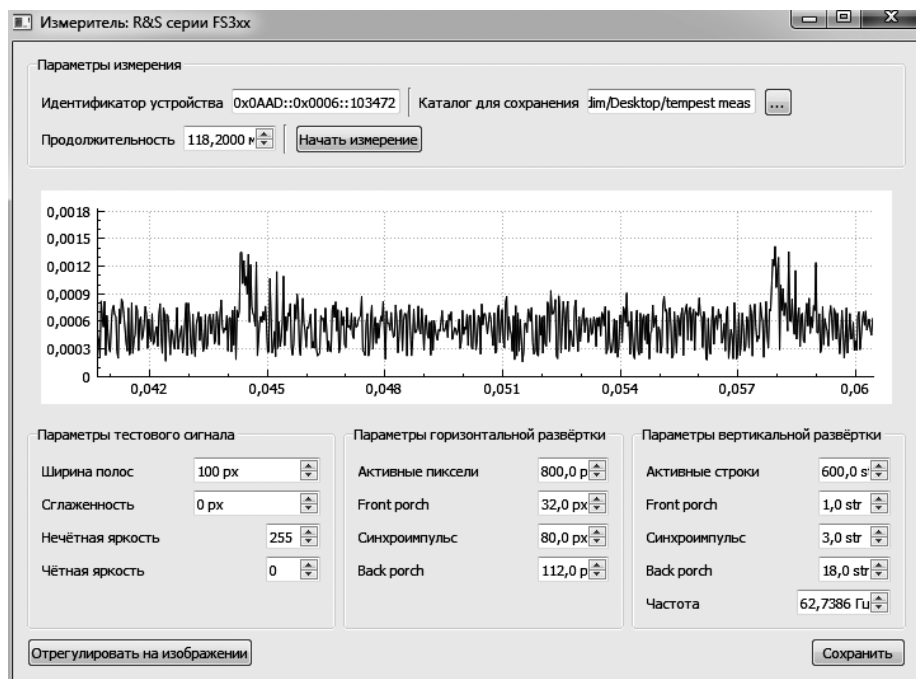 Измеритель: R&S серии FS3xx
Параметры измерения
Идентификатор устройства 0x0AAD::0x0006::103472 Каталог для сохранения dim/Desktop/tempest meas ...
Продолжительность 118,2000 м Начать измерение
0,0018
0,0015
0,0012
0,0009
0,0006
0,0003
0
0,042 0,045 0,048 0,051 0,054 0,057 0,06
Параметры тестового сигнала
Ширина полос 100 px
Сглаженность 0 px
Нечётная яркость 255
Чётная яркость 0
Параметры горизонтальной развёртки
Активные пиксели 800,0 p
Front porch 32,0 px
Синхроимпульс 80,0 px
Back porch 112,0 p
Параметры вертикальной развёртки
Активные строки 600,0 s
Front porch 1,0 str
Синхроимпульс 3,0 str
Back porch 18,0 str
Частота 62,7386 Гц
Отрегулировать на изображении
Сохранить